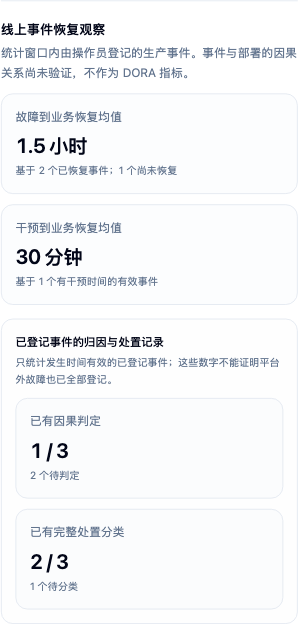 线上事件恢复观察
统计窗口内由操作员登记的生产事件。事件与部署的因果
关系尚未验证，不作为 DORA 指标。
故障到业务恢复均值
1.5 小时
基于 2 个已恢复事件；1 个尚未恢复
干预到业务恢复均值
30 分钟
基于 1 个有干预时间的有效事件
已登记事件的归因与处置记录
只统计发生时间有效的已登记事件；这些数字不能证明平台
外故障也已全部登记。
已有因果判定
1 / 3
2 个待判定
已有完整处置分类
2 / 3
1 个待分类